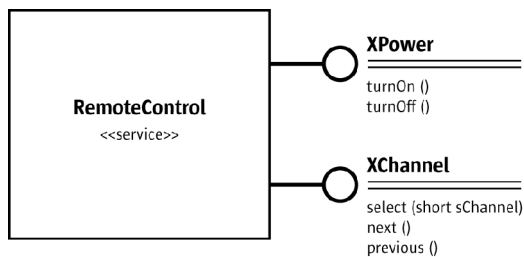 RemoteControl
<<service>>
XPower
turnOn ()
turnOff ()
XChannel
select (short sChannel)
next ()
previous ()